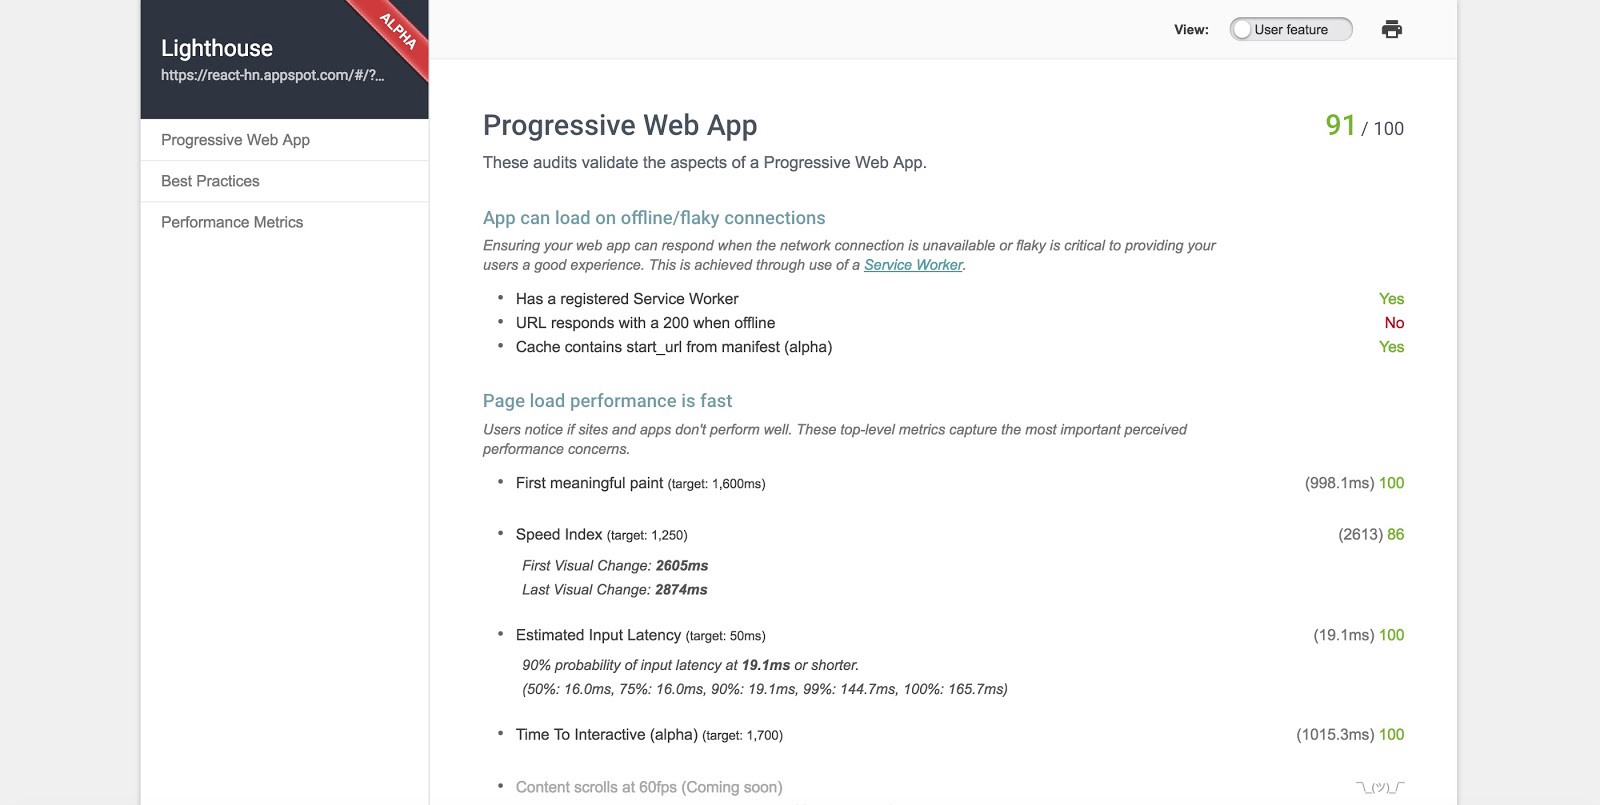 Lighthouse
https://react-hn.appspot.com/#/?...
ALPHA
Progressive Web App
Best Practices
Performance Metrics
View:
User feature
Progressive Web App
91 / 100
These audits validate the aspects of a Progressive Web App.
App can load on offline/flaky connections
Ensuring your web app can respond when the network connection is unavailable or flaky is critical to providing your
users a good experience. This is achieved through use of a Service Worker.
• Has a registered Service Worker Yes
• URL responds with a 200 when offline No
• Cache contains start_url from manifest (alpha) Yes
Page load performance is fast
Users notice if sites and apps don't perform well. These top-level metrics capture the most important perceived
performance concerns.
• First meaningful paint (target: 1,600ms) (998.1ms) 100
• Speed Index (target: 1,250) (2613) 86
First Visual Change: 2605ms
Last Visual Change: 2874ms
• Estimated Input Latency (target: 50ms) (19.1ms) 100
90% probability of input latency at 19.1ms or shorter.
(50%: 16.0ms, 75%: 16.0ms, 90%: 19.1ms, 99%: 144.7ms, 100%: 165.7ms)
• Time To Interactive (alpha) (target: 1,700) (1015.3ms) 100
• Content scrolls at 60fps (Coming soon) ¯\_(ツ)_/¯